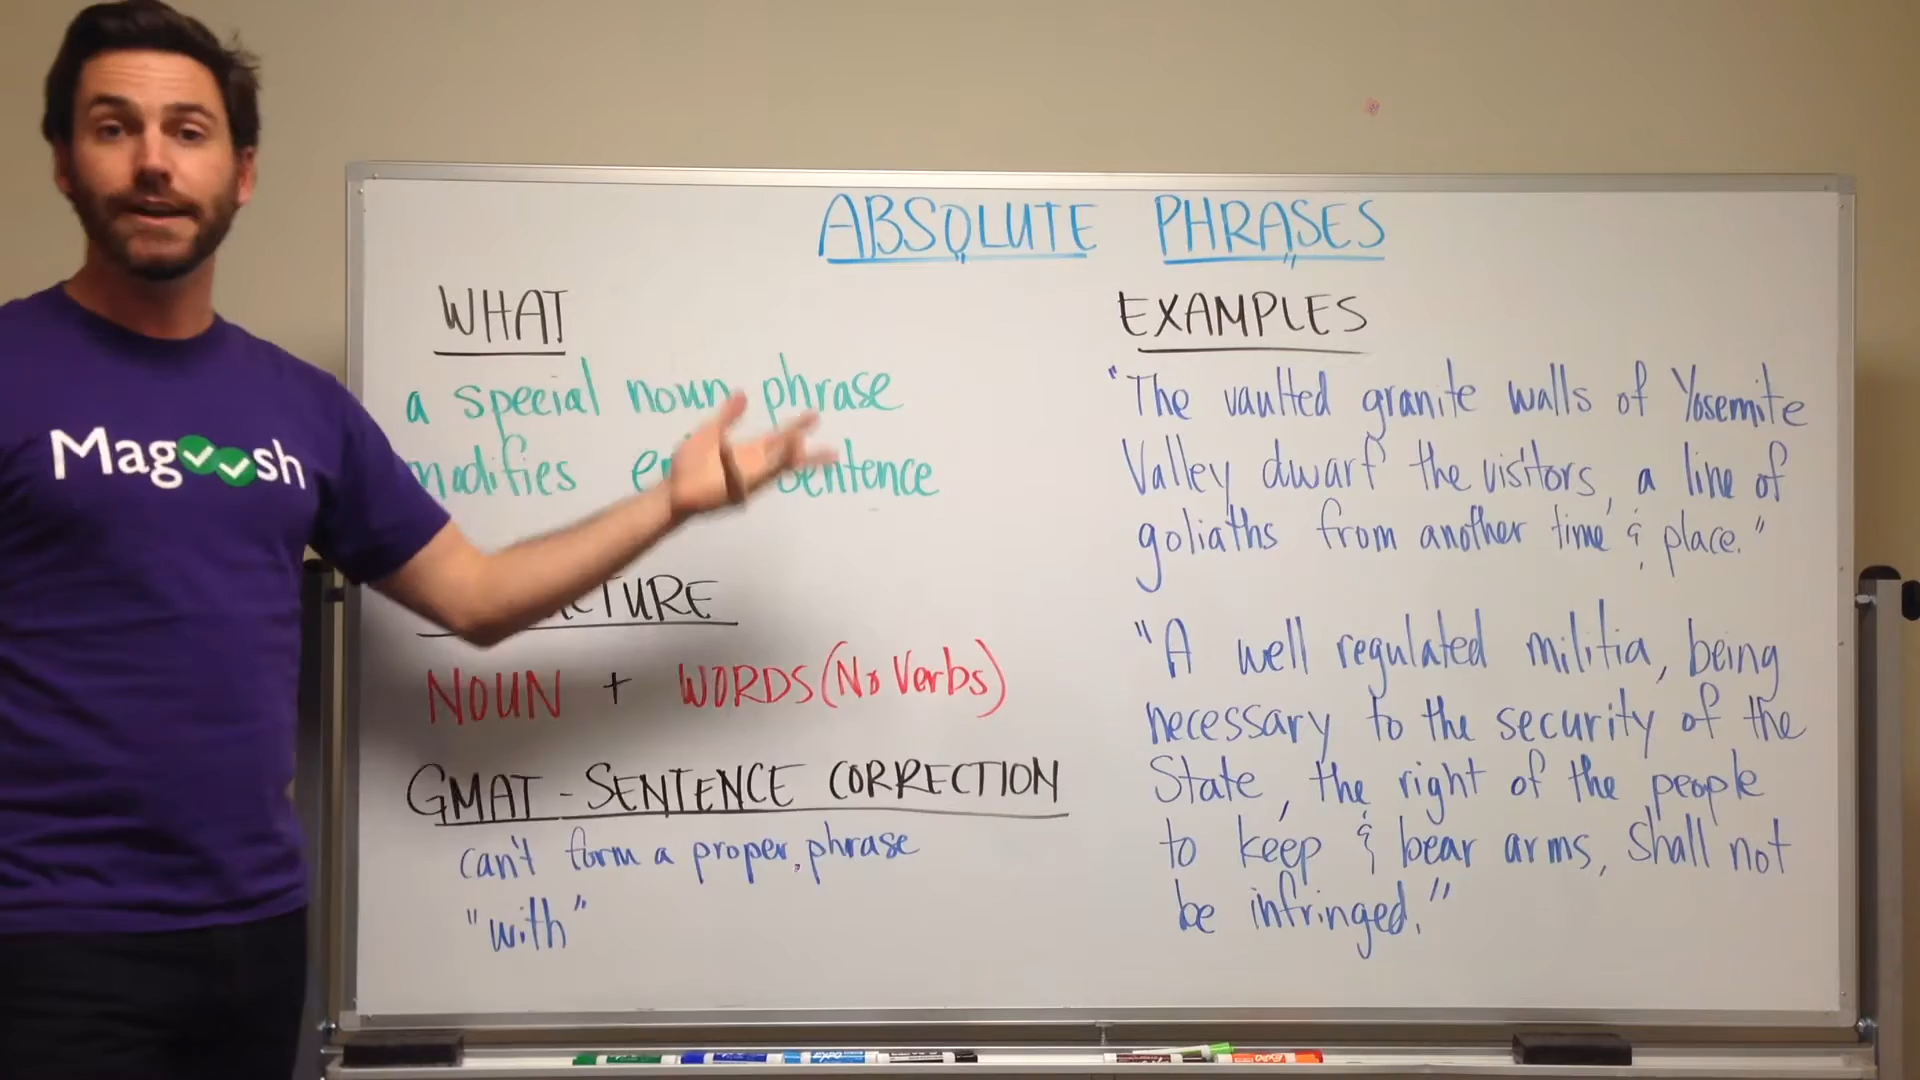 ABSOLUTE PHRASES
Magoosh
WHAT
a special noun phrase
modifies sentence
NOUN + WORDS (No Verbs)
GMAT - SENTENCE CORRECTION
can't form a proper phrase
"with"
EXAMPLES
"The vaulted granite walls of Yosemite
Valley dwarf the visitors, a line of
goliaths from another time & place."
"A well regulated militia, being
necessary to the security of the
State, the right of the people
to keep & bear arms, shall not
be infringed."
EXPO
EXPO